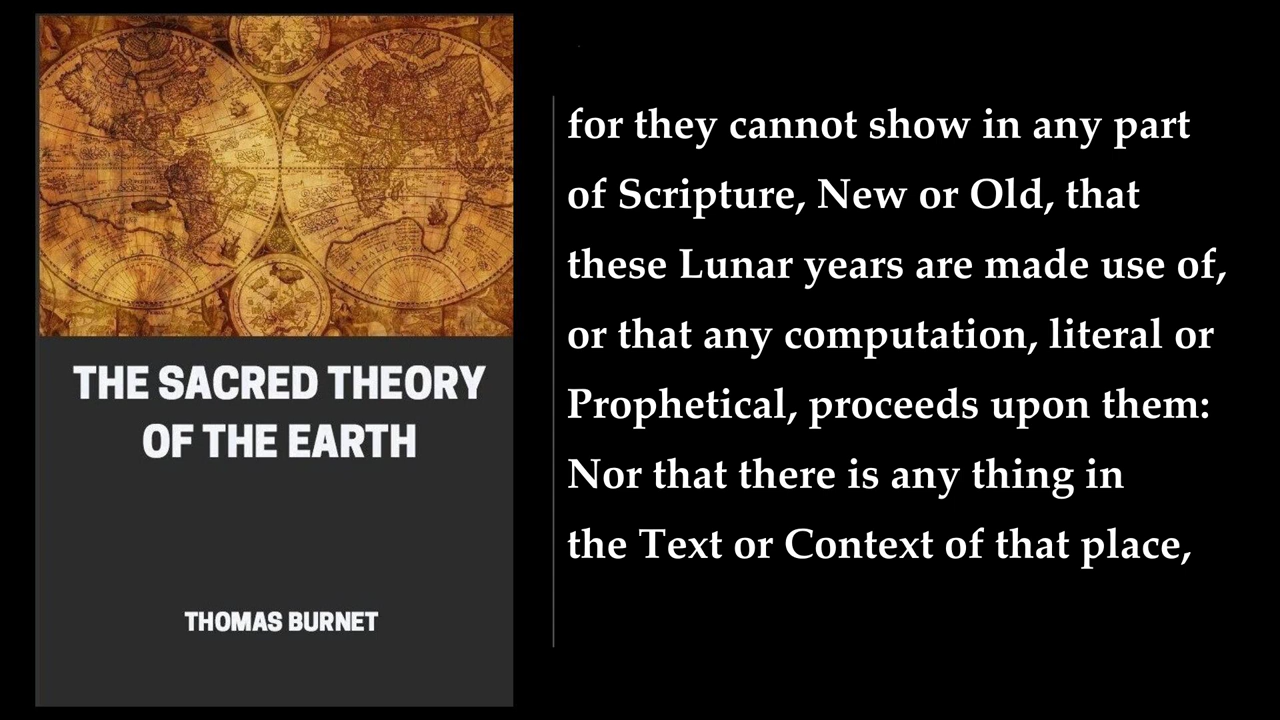 THE SACRED THEORY
OF THE EARTH
THOMAS BURNET
for they cannot show in any part
of Scripture, New or Old, that
these Lunar years are made use of,
or that any computation, literal or
Prophetical, proceeds upon them:
Nor that there is any thing in
the Text or Context of that place,